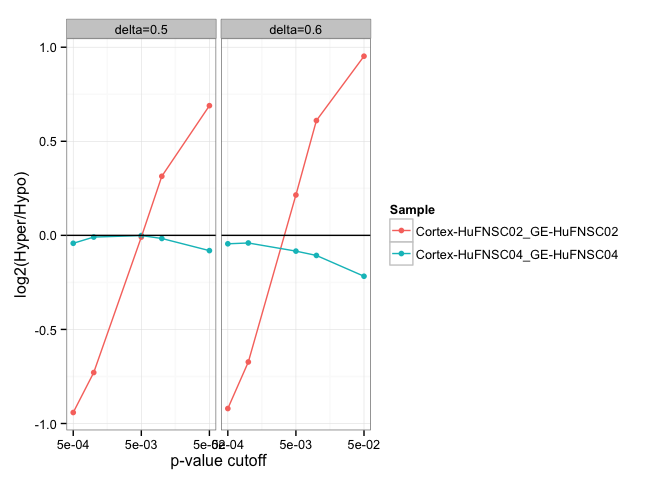 delta=0.5 delta=0.6
1.0
0.5
0.0
-0.5
-1.0
log2(Hyper/Hypo)
5e-04 5e-03 5e-02 5e-04 5e-03 5e-02
p-value cutoff
Sample
Cortex-HuFNSC02_GE-HuFNSC02
Cortex-HuFNSC04_GE-HuFNSC04